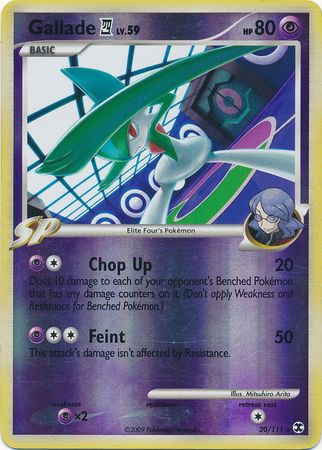 Gallade 4 LV.59 HP 80
BASIC
SP
Elite Four's Pokémon
Chop Up 20
Does 10 damage to each of your opponent's Benched Pokémon
that has any damage counters on it. (Don't apply Weakness and
Resistance for Benched Pokémon.)
Feint 50
This attack's damage isn't affected by Resistance.
Illus. Mitsuhiro Arita
weakness resistance retreat cost
×2
©2009 Pokémon/Nintendo 20/111